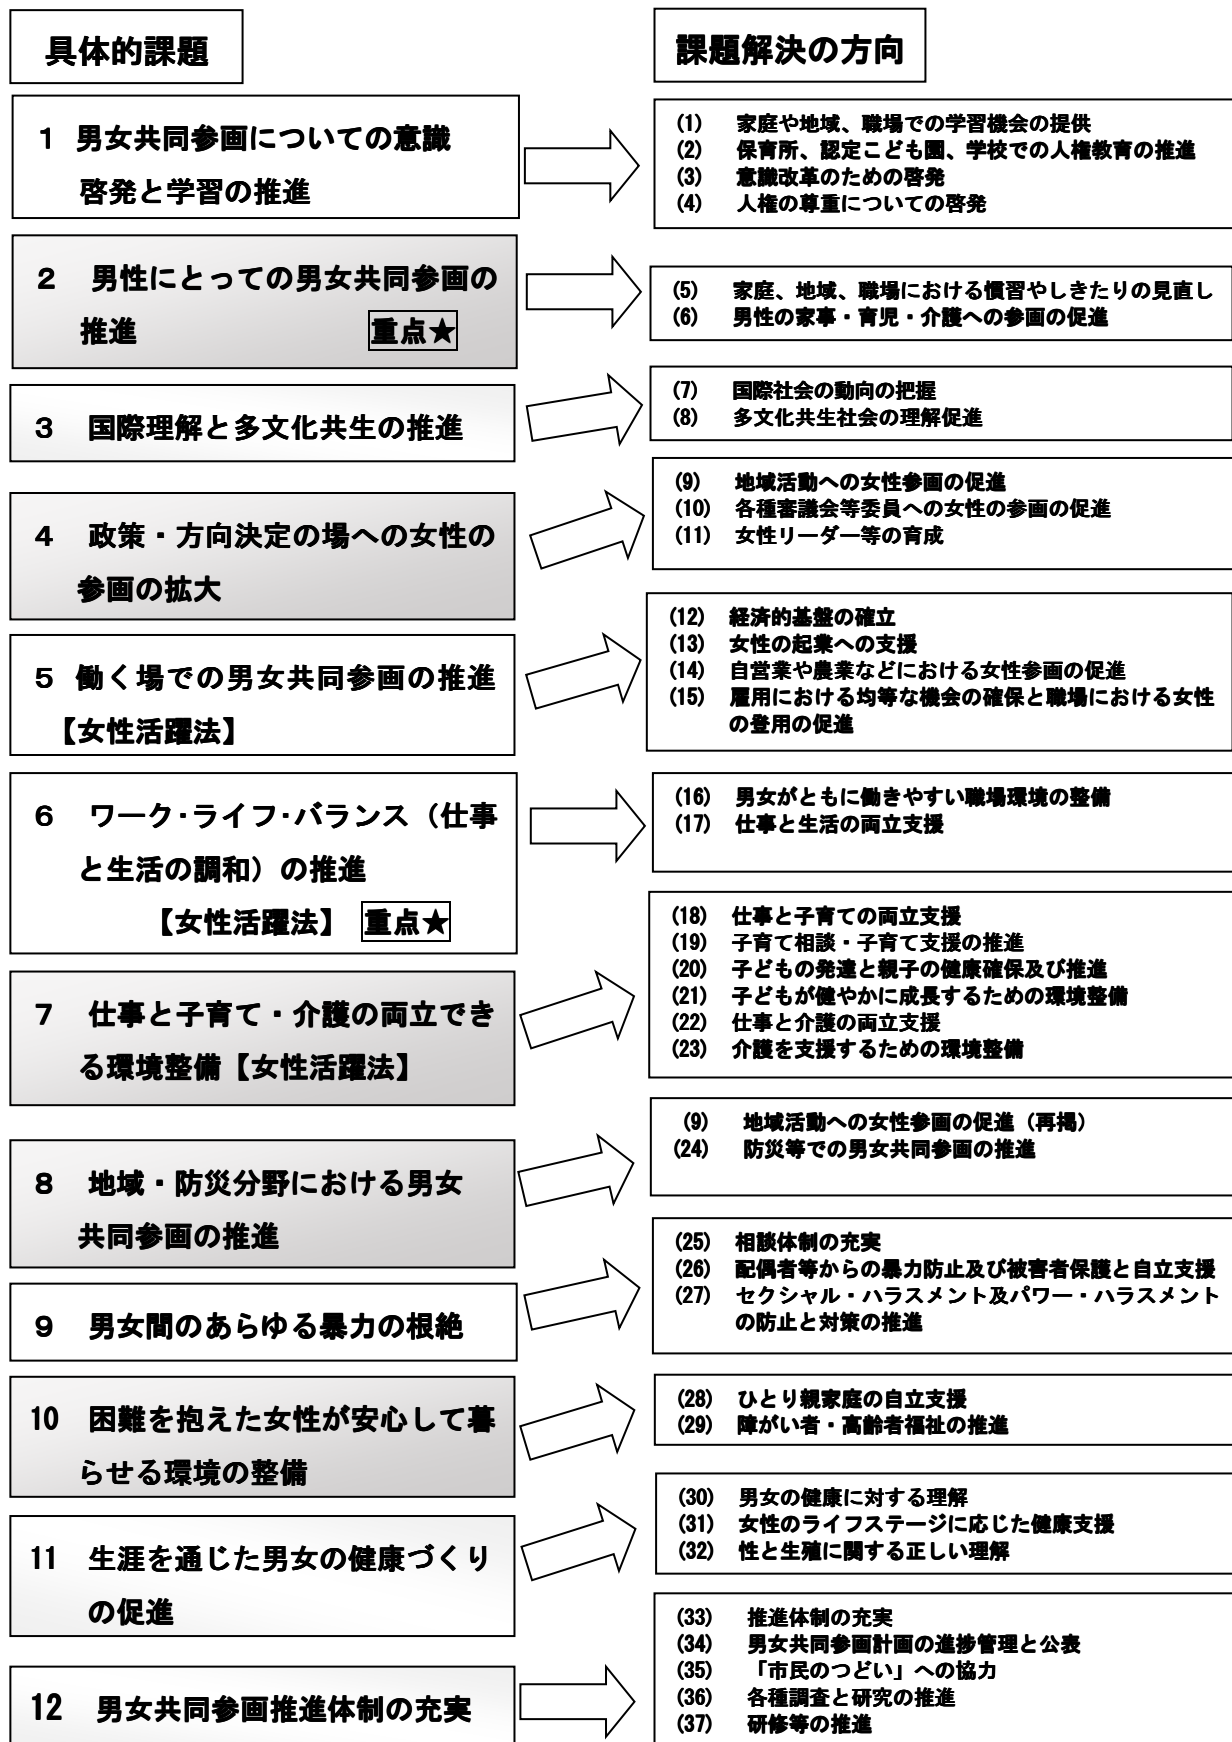 具体的課題
課題解決の方向
1 男女共同参画についての意識
啓発と学習の推進
(1) 家庭や地域、職場での学習機会の提供
(2) 保育所、認定こども園、学校での人権教育の推進
(3) 意識改革のための啓発
(4) 人権の尊重についての啓発
2 男性にとっての男女共同参画の
推進 重点★
(5) 家庭、地域、職場における慣習やしきたりの見直し
(6) 男性の家事・育児・介護への参画の促進
3 国際理解と多文化共生の推進
(7) 国際社会の動向の把握
(8) 多文化共生社会の理解促進
4 政策・方向決定の場への女性の
参画の拡大
(9) 地域活動への女性参画の促進
(10) 各種審議会等委員への女性の参画の促進
(11) 女性リーダー等の育成
5 働く場での男女共同参画の推進
【女性活躍法】
(12) 経済的基盤の確立
(13) 女性の起業への支援
(14) 自営業や農業などにおける女性参画の促進
(15) 雇用における均等な機会の確保と職場における女性
の登用の促進
6 ワーク・ライフ・バランス（仕事
と生活の調和）の推進
【女性活躍法】 重点★
(16) 男女がともに働きやすい職場環境の整備
(17) 仕事と生活の両立支援
7 仕事と子育て・介護の両立でき
る環境整備【女性活躍法】
(18) 仕事と子育ての両立支援
(19) 子育て相談・子育て支援の推進
(20) 子どもの発達と親子の健康確保及び推進
(21) 子どもが健やかに成長するための環境整備
(22) 仕事と介護の両立支援
(23) 介護を支援するための環境整備
8 地域・防災分野における男女
共同参画の推進
(9) 地域活動への女性参画の促進（再掲）
(24) 防災等での男女共同参画の推進
9 男女間のあらゆる暴力の根絶
(25) 相談体制の充実
(26) 配偶者等からの暴力防止及び被害者保護と自立支援
(27) セクシャル・ハラスメント及パワー・ハラスメント
の防止と対策の推進
10 困難を抱えた女性が安心して暮
らせる環境の整備
(28) ひとり親家庭の自立支援
(29) 障がい者・高齢者福祉の推進
11 生涯を通じた男女の健康づくり
の促進
(30) 男女の健康に対する理解
(31) 女性のライフステージに応じた健康支援
(32) 性と生殖に関する正しい理解
12 男女共同参画推進体制の充実
(33) 推進体制の充実
(34) 男女共同参画計画の進捗管理と公表
(35) 「市民のつどい」への協力
(36) 各種調査と研究の推進
(37) 研修等の推進